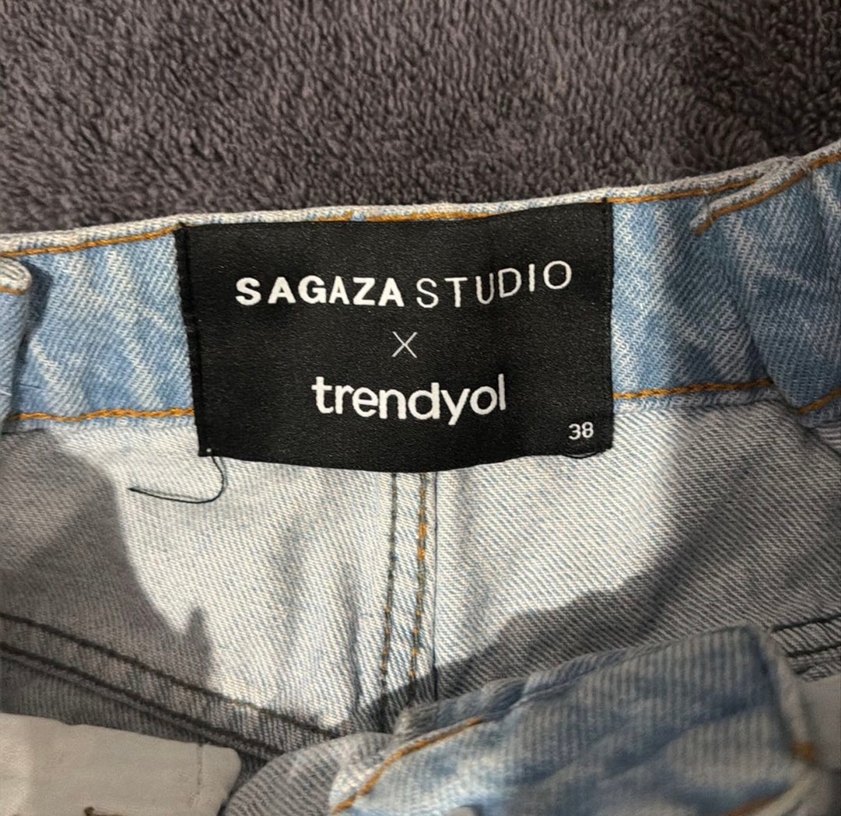 SAGAZA STUDIO
X
trendyol
38